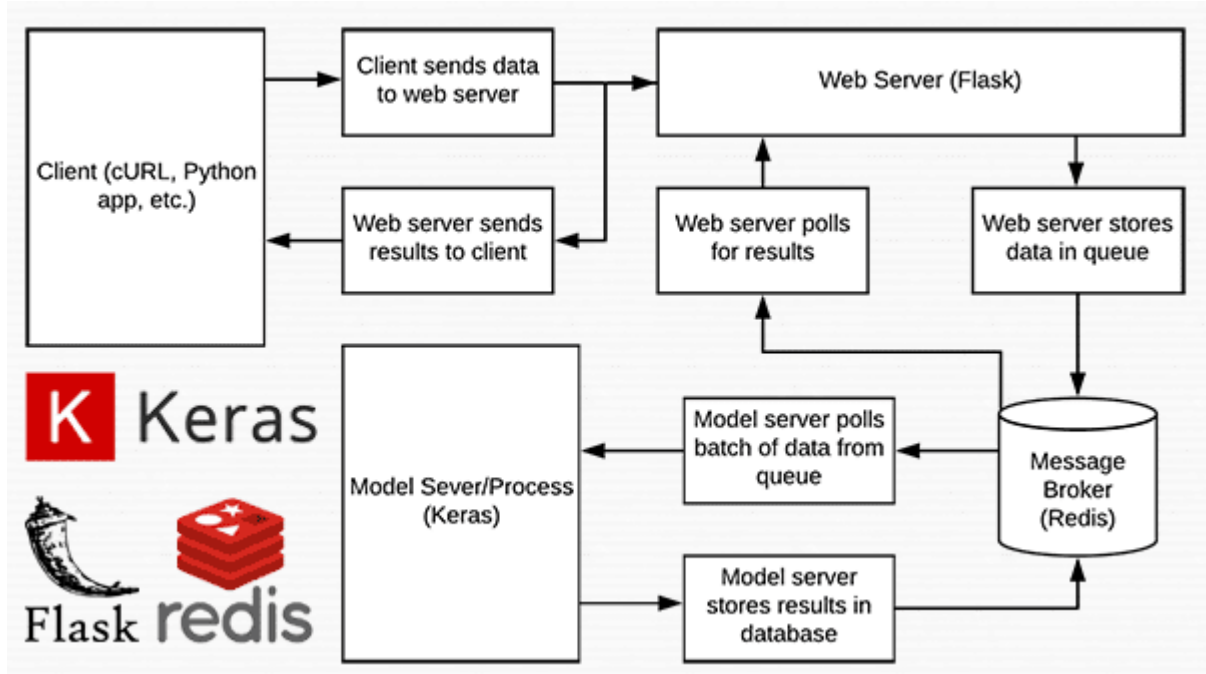 Client (cURL, Python
app, etc.)
Client sends data
to web server
Web Server (Flask)
Web server sends
results to client
Web server polls
for results
Web server stores
data in queue
Model Sever/Process
(Keras)
Model server polls
batch of data from
queue
Message
Broker
(Redis)
Model server
stores results in
database
K Keras
Flask
redis